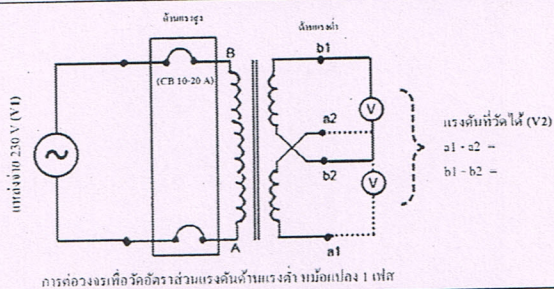 ด้านแรงสูง
ด้านแรงต่ำ
B
b1
(CB 10-20 A)
V
แหล่งจ่าย 230 V (V1)
a2
b2
แรงดันที่วัดได้ (V2)
a1 - a2 =
b1 - b2 =
V
A
a1
การต่อวงจรเพื่อวัดอัตราส่วนแรงดันด้านแรงต่ำ หม้อแปลง 1 เฟส